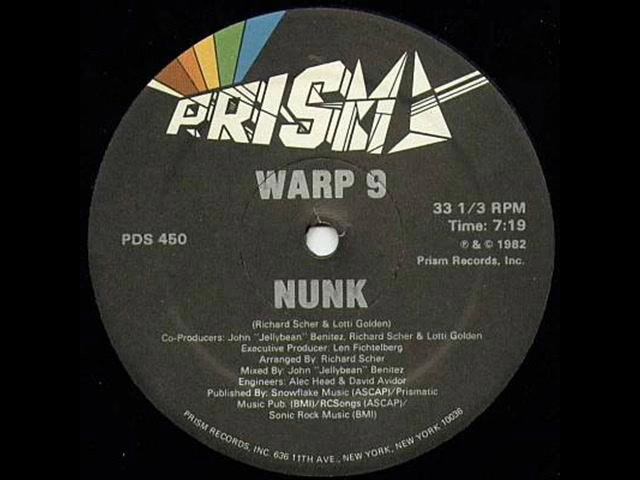 PRISM
WARP 9
33 1/3 RPM
Time: 7:19
PDS 450
℗ & © 1982
Prism Records, Inc.
NUNK
(Richard Scher & Lotti Golden)
Co-Producers: John "Jellybean" Benitez, Richard Scher & Lotti Golden
Executive Producer: Len Fichtelberg
Arranged By: Richard Scher
Mixed By: John "Jellybean" Benitez
Engineers: Alec Head & David Avidor
Published By: Snowflake Music (ASCAP)/Prismatic
Music Pub. (BMI)/RCSongs (ASCAP)/
Sonic Rock Music (BMI)
PRISM RECORDS, INC. 636 11TH AVE., NEW YORK, NEW YORK 10036